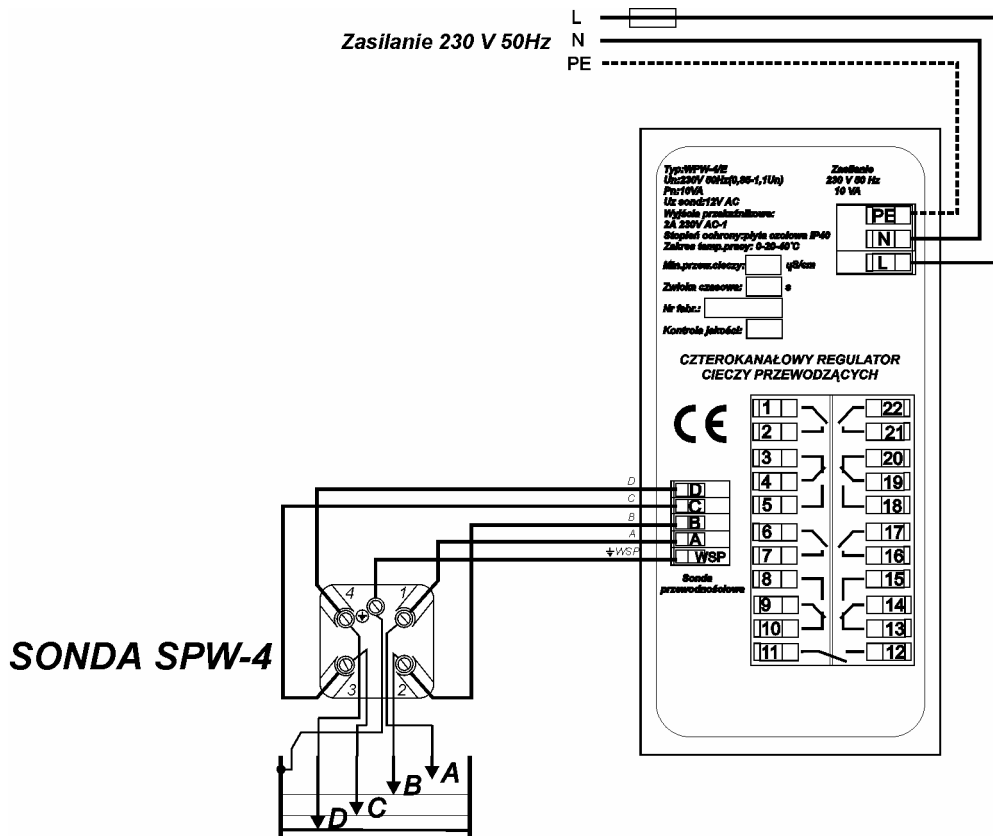 L
Zasilanie 230 V 50Hz
N
PE
Typ:WPW-4/E
Un:230V 50Hz(0,85-1,1Un)
Pn:10VA
Uz sond:12V AC
Wyjścia przekaźnikowe:
2A 230V AC-1
Stopień ochrony:płyta czołowa IP40
Zakres temp.pracy: 0-20-40°C
Zasilanie
230 V 50 Hz
10 VA
PE
N
L
Min.przew.cieczy: ųS/cm
Zwłoka czasowa: s
Nr fabr.:
Kontrola jakości:
CZTEROKANAŁOWY REGULATOR
CIECZY PRZEWODZĄCYCH
CE
1 22
2 21
3 20
4 19
5 18
6 17
7 16
8 15
9 14
10 13
11 12
D D
C C
B B
A A
WSP WSP
Sonda
przewodnościowa
4 1
3 2
SONDA SPW-4
A
B
C
D